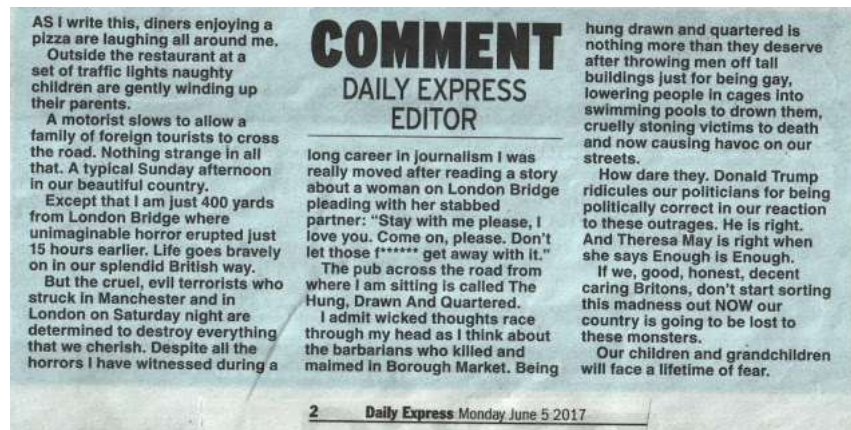 AS I write this, diners enjoying a
pizza are laughing all around me.
Outside the restaurant at a
set of traffic lights naughty
children are gently winding up
their parents.
A motorist slows to allow a
family of foreign tourists to cross
the road. Nothing strange in all
that. A typical Sunday afternoon
in our beautiful country.
Except that I am just 400 yards
from London Bridge where
unimaginable horror erupted just
15 hours earlier. Life goes bravely
on in our splendid British way.
But the cruel, evil terrorists who
struck in Manchester and in
London on Saturday night are
determined to destroy everything
that we cherish. Despite all the
horrors I have witnessed during a
COMMENT
DAILY EXPRESS
EDITOR
long career in journalism I was
really moved after reading a story
about a woman on London Bridge
pleading with her stabbed
partner: “Stay with me please, I
love you. Come on, please. Don't
let those f****** get away with it.”
The pub across the road from
where I am sitting is called The
Hung, Drawn And Quartered.
I admit wicked thoughts race
through my head as I think about
the barbarians who killed and
maimed in Borough Market. Being
hung drawn and quartered is
nothing more than they deserve
after throwing men off tall
buildings just for being gay,
lowering people in cages into
swimming pools to drown them,
cruelly stoning victims to death
and now causing havoc on our
streets.
How dare they. Donald Trump
ridicules our politicians for being
politically correct in our reaction
to these outrages. He is right.
And Theresa May is right when
she says Enough is Enough.
If we, good, honest, decent
caring Britons, don't start sorting
this madness out NOW our
country is going to be lost to
these monsters.
Our children and grandchildren
will face a lifetime of fear.
2 Daily Express Monday June 5 2017